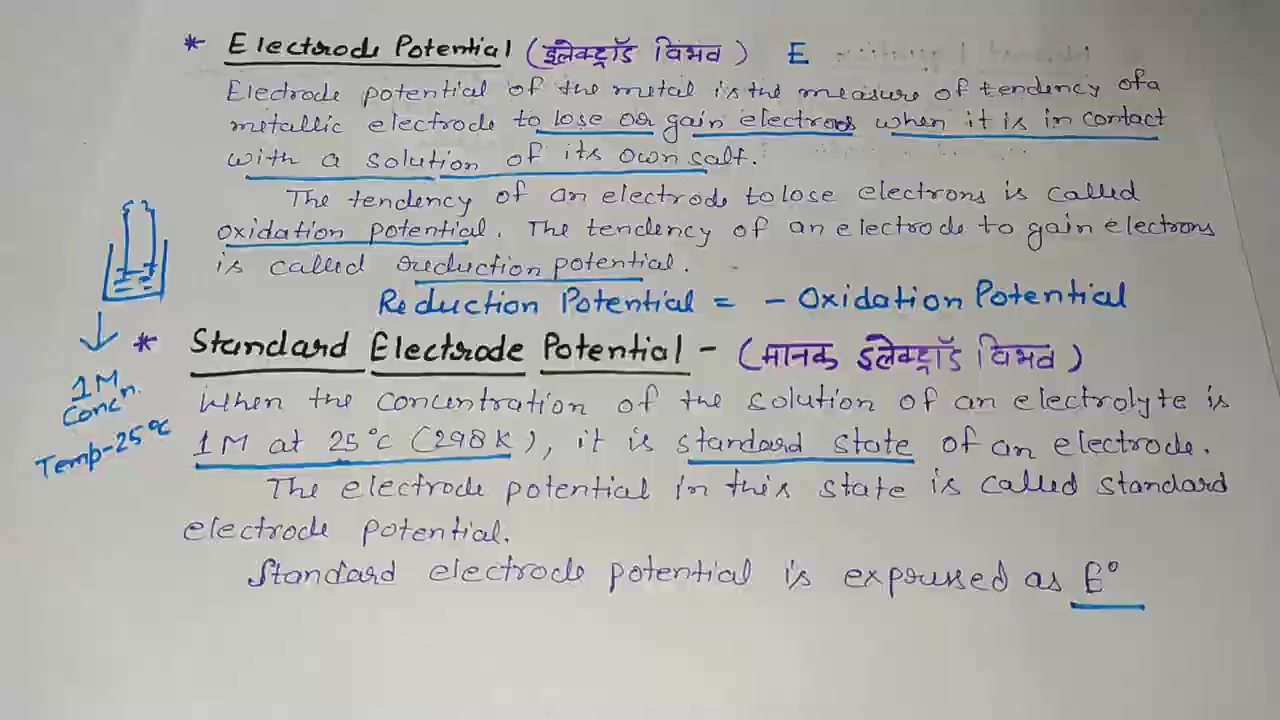 * Electrode Potential (इलेक्ट्रॉड विभव) E
Electrode potential of the metal is the measure of tendency of a
metallic electrode to lose or gain electrons when it is in contact
with a solution of its own salt.
The tendency of an electrode to lose electrons is called
oxidation potential. The tendency of an electrode to gain electrons
is called reduction potential.
Reduction Potential = - Oxidation Potential
* Standard Electrode Potential - (मानक इलेक्ट्रॉड विभव)
1M
Concn.
Temp-25°C
When the concentration of the solution of an electrolyte is
1M at 25°C (298K), it is standard state of an electrode.
The electrode potential in this state is called standard
electrode potential.
Standard electrode potential is expressed as E°